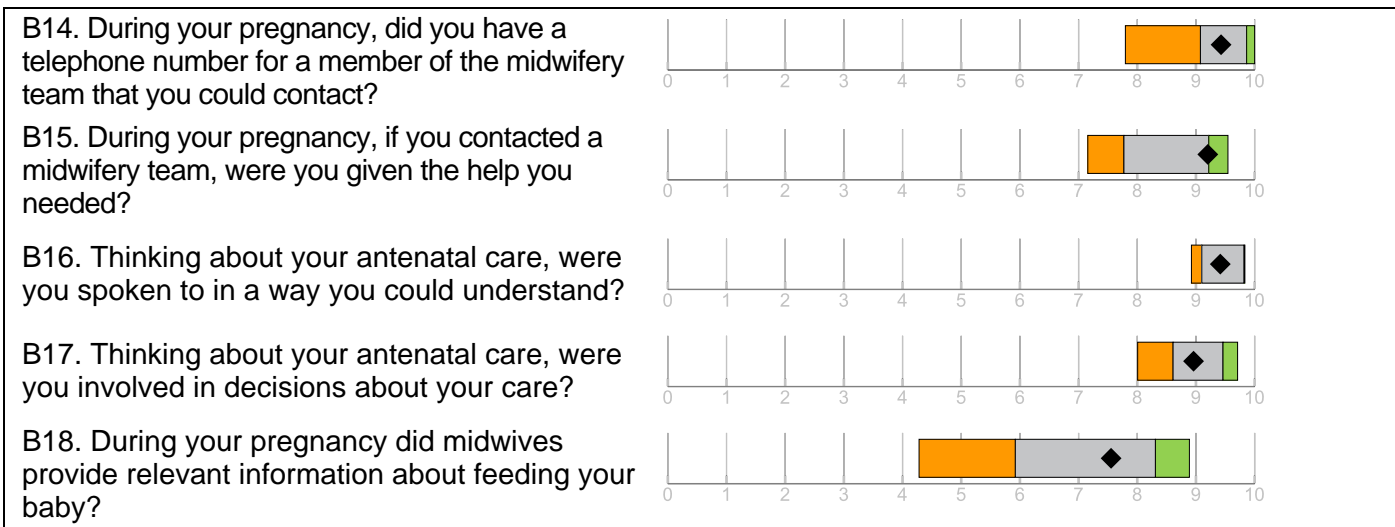 B14. During your pregnancy, did you have a
telephone number for a member of the midwifery
team that you could contact?
0 1 2 3 4 5 6 7 8 9 10
B15. During your pregnancy, if you contacted a
midwifery team, were you given the help you
needed?
0 1 2 3 4 5 6 7 8 9 10
B16. Thinking about your antenatal care, were
you spoken to in a way you could understand?
0 1 2 3 4 5 6 7 8 9 10
B17. Thinking about your antenatal care, were
you involved in decisions about your care?
0 1 2 3 4 5 6 7 8 9 10
B18. During your pregnancy did midwives
provide relevant information about feeding your
baby?
0 1 2 3 4 5 6 7 8 9 10